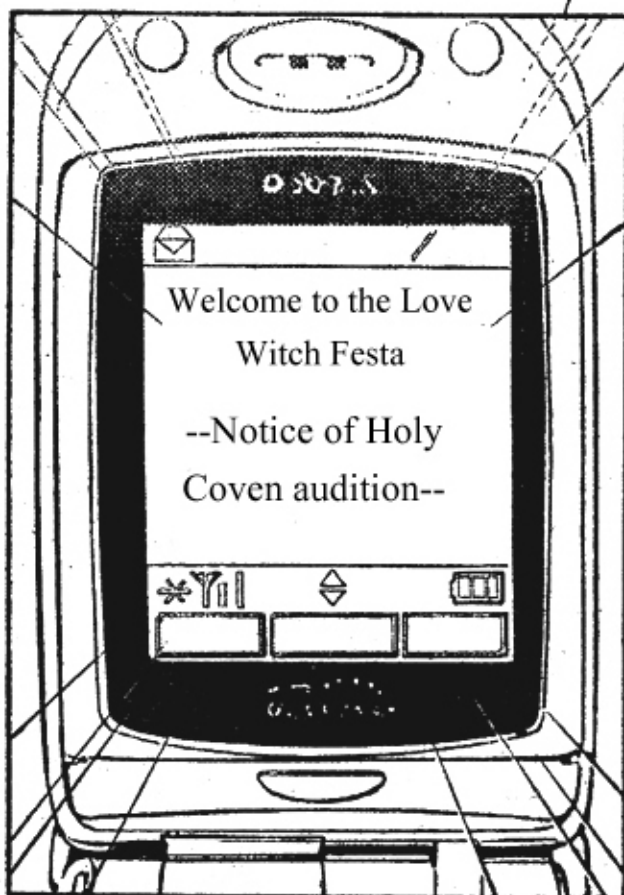 Welcome to the Love
Witch Festa
--Notice of Holy
Coven audition--